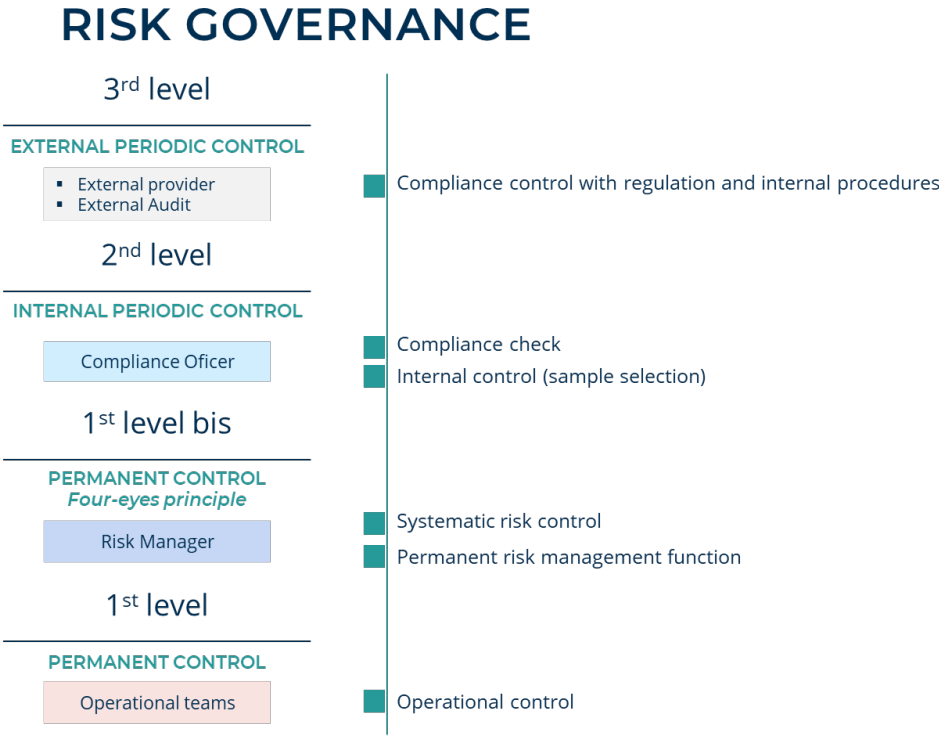 RISK GOVERNANCE
3rd level
EXTERNAL PERIODIC CONTROL
▪ External provider
▪ External Audit
Compliance control with regulation and internal procedures
2nd level
INTERNAL PERIODIC CONTROL
Compliance Oficer
Compliance check
Internal control (sample selection)
1st level bis
PERMANENT CONTROL
Four-eyes principle
Risk Manager
Systematic risk control
Permanent risk management function
1st level
PERMANENT CONTROL
Operational teams
Operational control